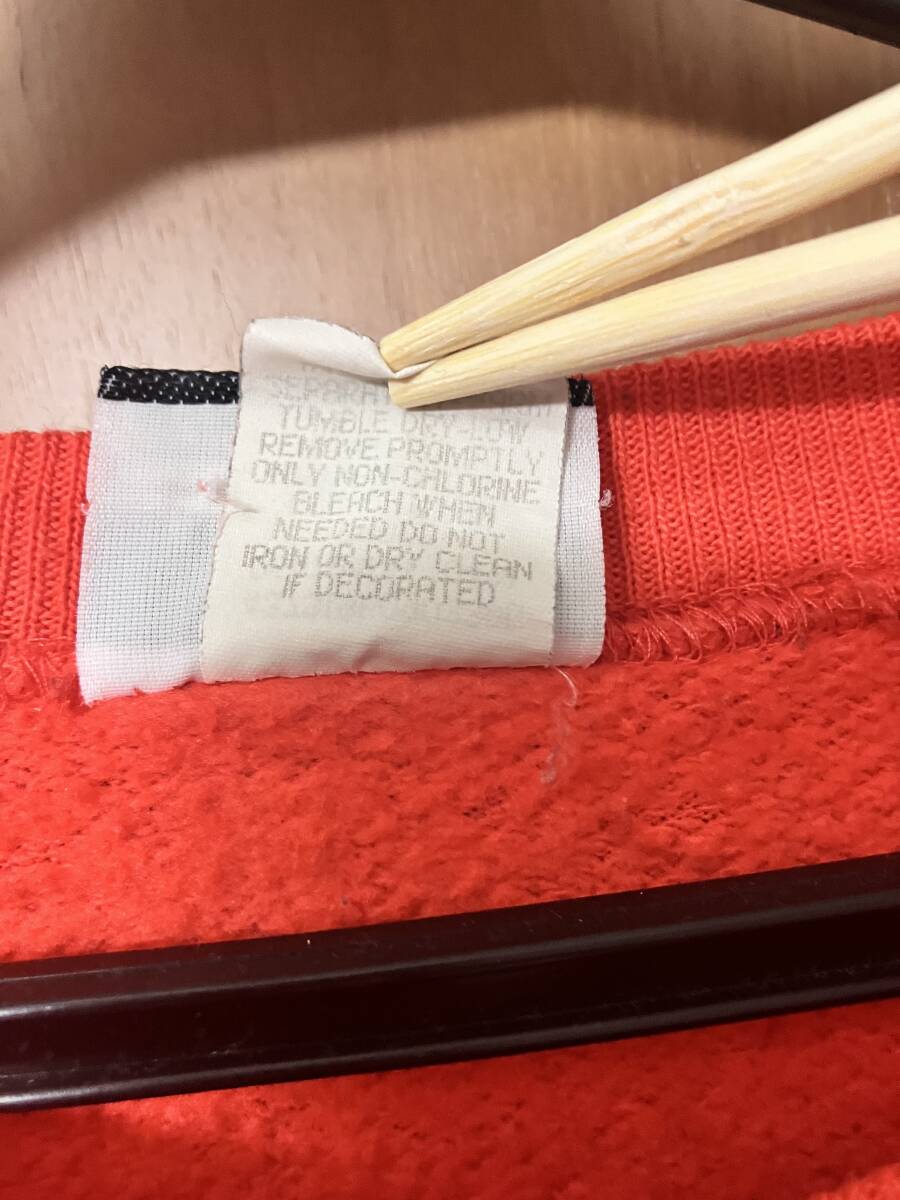 TUMBLE DRY-LOW
REMOVE PROMPTLY
ONLY NON-CHLORINE
BLEACH WHEN
NEEDED DO NOT
IRON OR DRY CLEAN
IF DECORATED